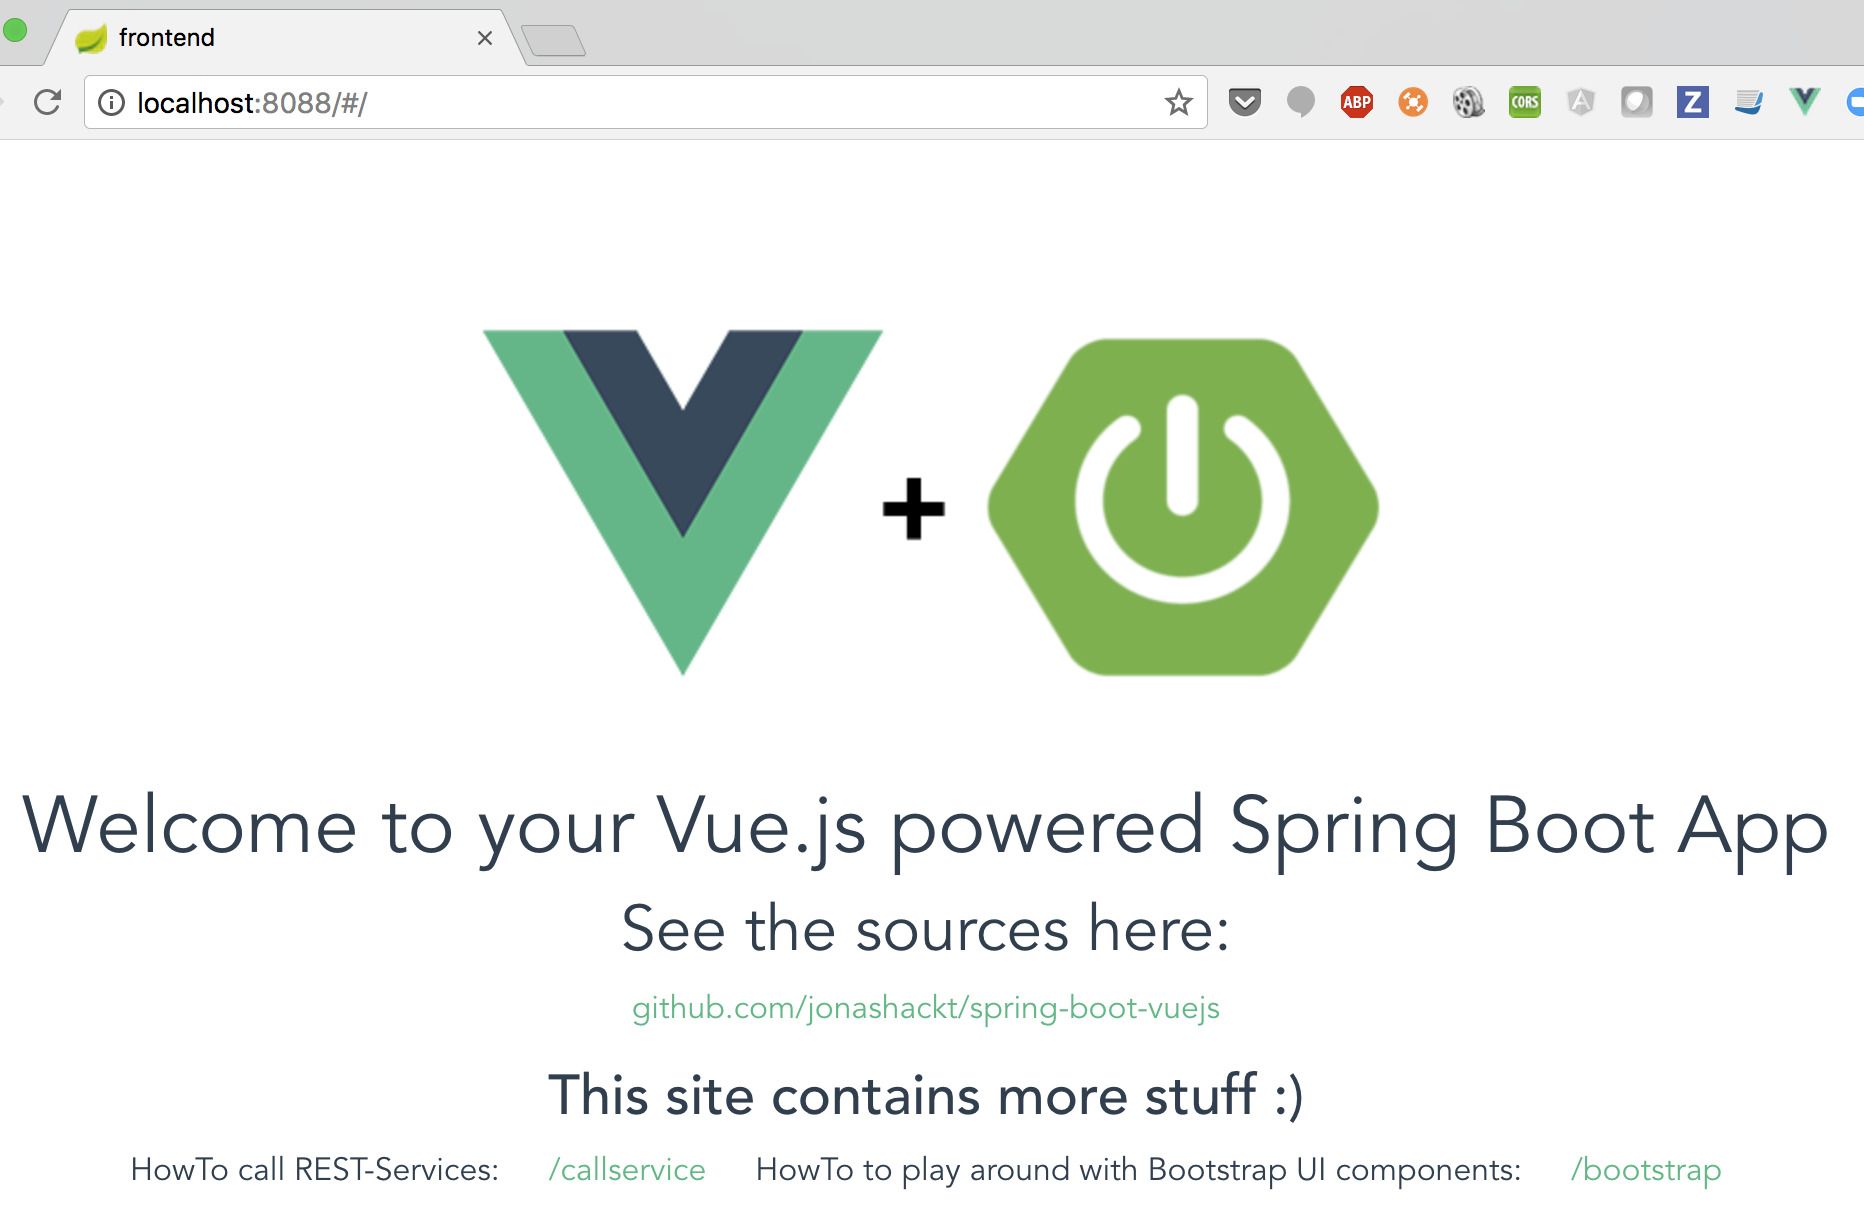 frontend
localhost:8088/#/
ABP
CORS
A
Z
Welcome to your Vue.js powered Spring Boot App
See the sources here:
github.com/jonashackt/spring-boot-vuejs
This site contains more stuff :)
HowTo call REST-Services: /callservice HowTo to play around with Bootstrap UI components: /bootstrap